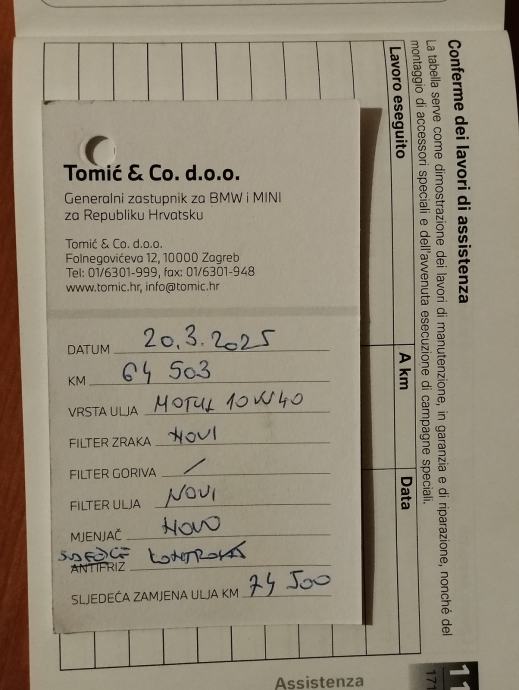 Conferme dei lavori di assistenza
La tabella serve come dimostrazione dei lavori di manutenzione, in garanzia e di riparazione, nonché del
montaggio di accessori speciali e dell'avvenuta esecuzione di campagne speciali.
Lavoro eseguito A km Data
Tomić & Co. d.o.o.
Generalni zastupnik za BMW i MINI
za Republiku Hrvatsku
Tomić & Co. d.o.o.
Folnegovićeva 12, 10000 Zagreb
Tel: 01/6301-999, fax: 01/6301-948
www.tomic.hr, info@tomic.hr
DATUM 20.3.2025
KM 64 503
VRSTA ULJA MOTUL 10W40
FILTER ZRAKA NOVI
FILTER GORIVA /
FILTER ULJA NOVI
MJENJAČ NOVO
ANTIFRIZ
SLJEDEĆA ZAMJENA ULJA KM 74 500
Assistenza